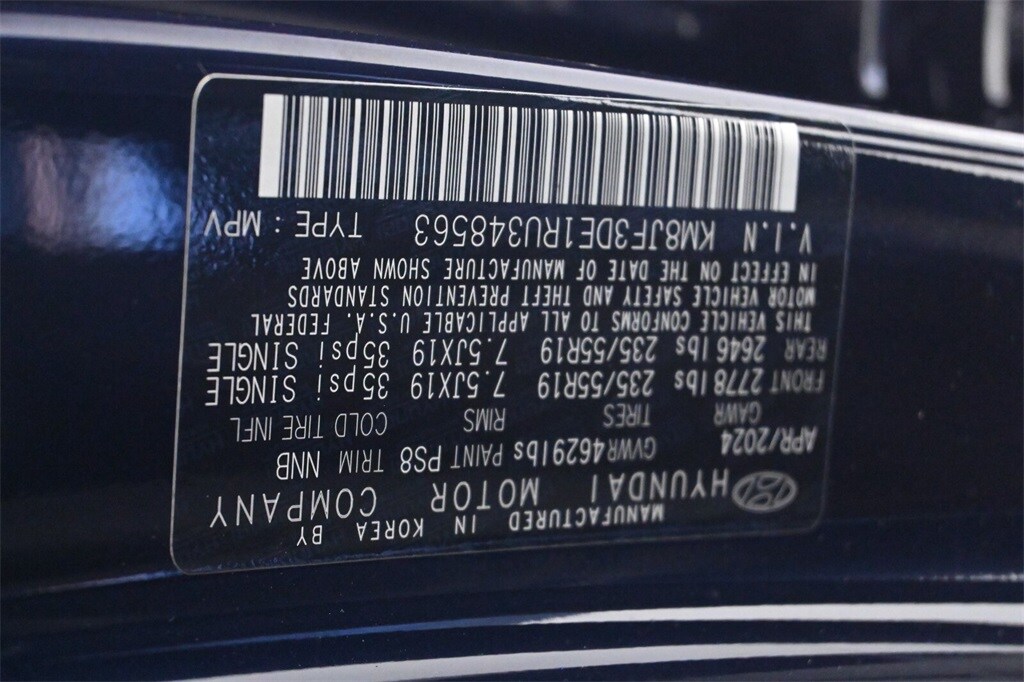 MANUFACTURED IN KOREA BY
HYUNDAI MOTOR COMPANY
APR/2024 GVWR 4629lbs PAINT PS8 TRIM NNB
GAWR TIRES RIMS COLD TIRE INFL
FRONT 2778lbs 235/55R19 7.5JX19 35psi SINGLE
REAR 2646lbs 235/55R19 7.5JX19 35psi SINGLE
THIS VEHICLE CONFORMS TO ALL APPLICABLE U.S.A. FEDERAL
MOTOR VEHICLE SAFETY AND THEFT PREVENTION STANDARDS
IN EFFECT ON THE DATE OF MANUFACTURE SHOWN ABOVE
V.I.N KM8JF3DE1RU348563 TYPE : MPV